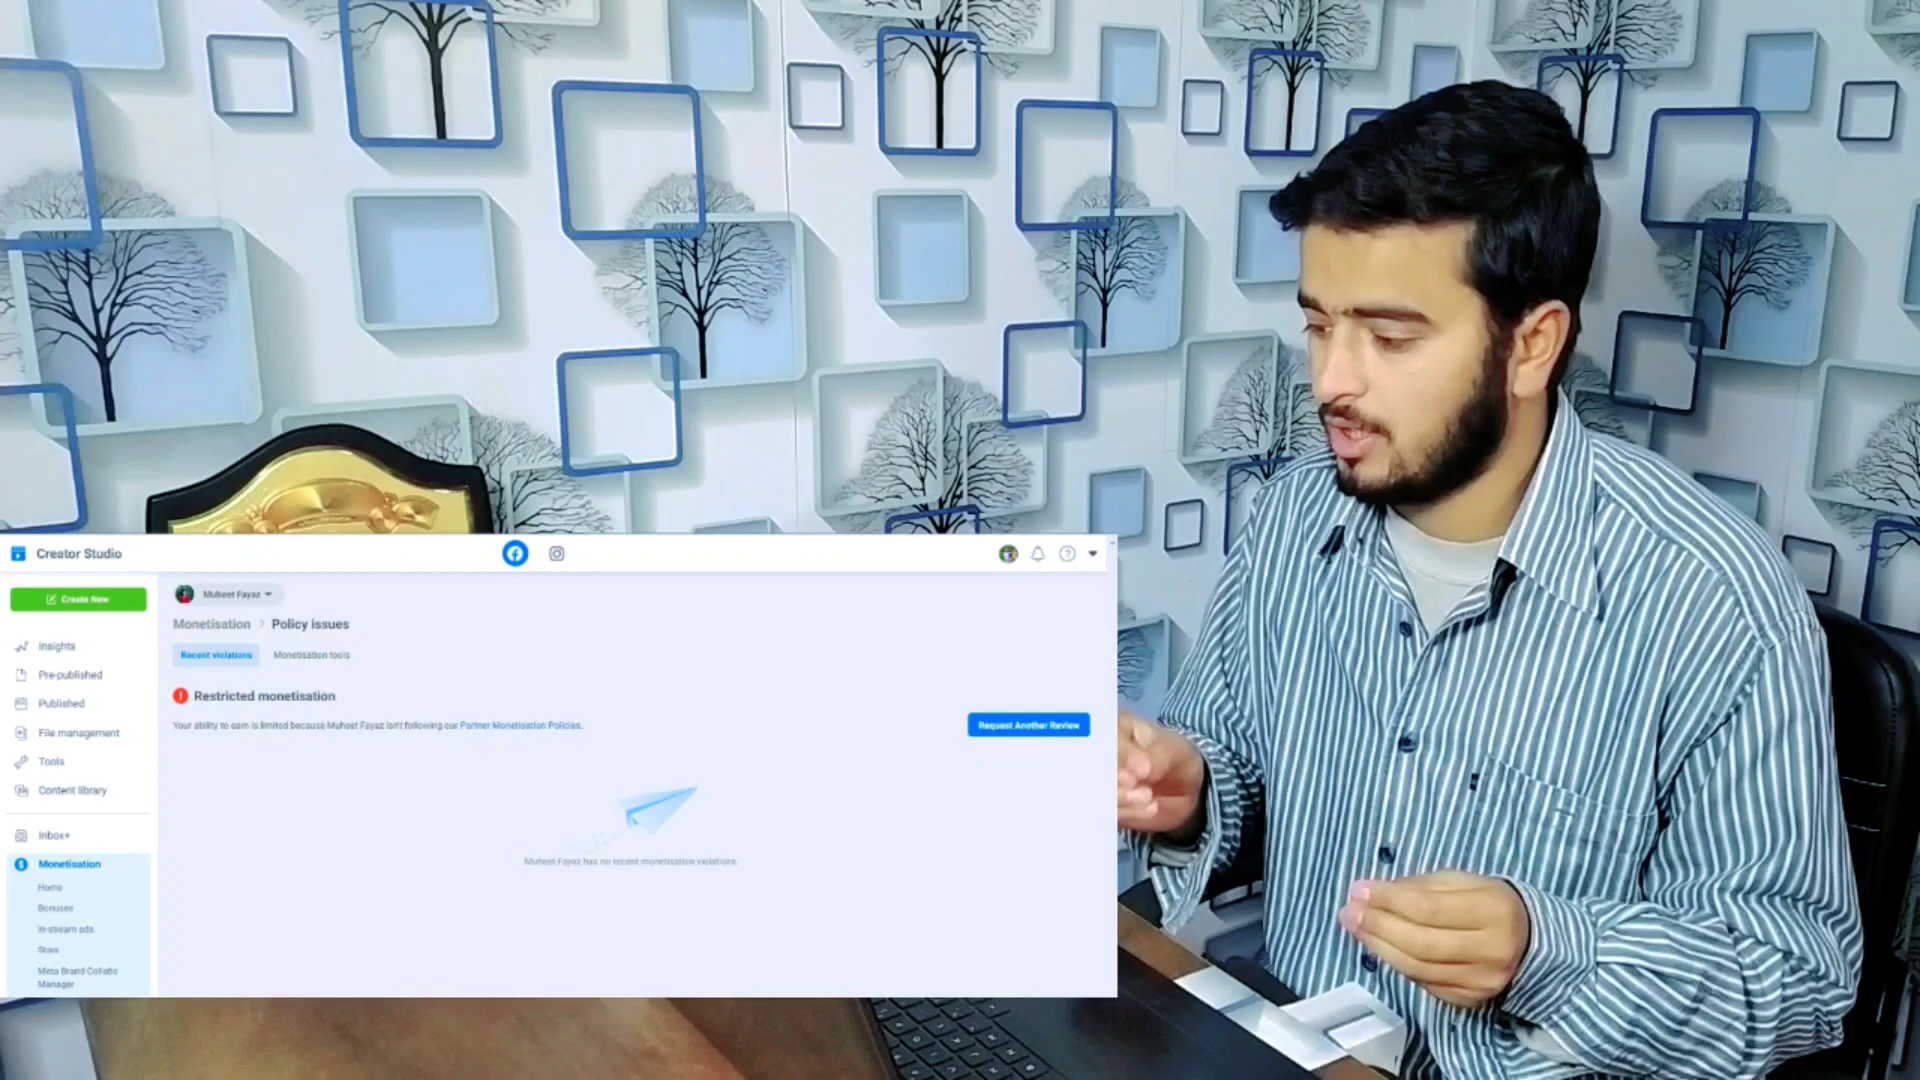 Creator Studio
Create New
Muheet Fayaz
Monetisation > Policy issues
Insights
Recent violations Monetisation tools
Pre-published
Restricted monetisation
Published
Your ability to earn is limited because Muheet Fayaz isn't following our Partner Monetisation Policies.
Request Another Review
File management
Tools
Content library
Inbox+
Muheet Fayaz has no recent monetisation violations.
Monetisation
Home
Bonuses
In-stream ads
Stars
Meta Brand Collabs
Manager